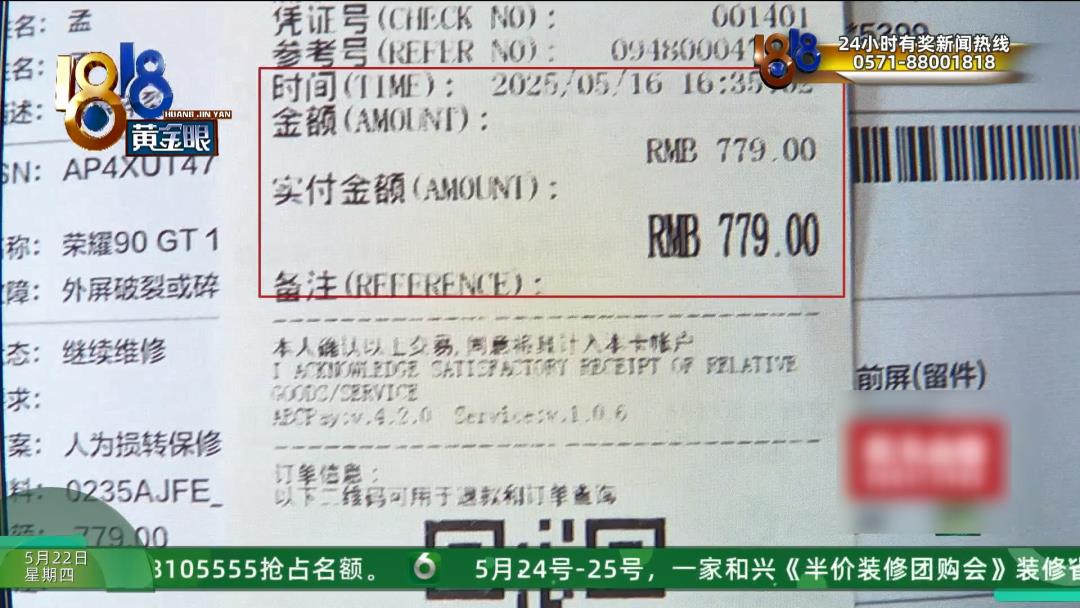 凭证号(CHECK NO): 001401
参考号(REFER NO): 09480004
时间(TIME): 2025/05/16 16:35
金额(AMOUNT):
RMB 779.00
实付金额(AMOUNT):
RMB 779.00
备注(REFERENCE):
本人确认以上交易,同意将其计入本卡帐户
I ACKNOWLEDGE SATISFACTORY RECEIPT OF RELATIVE
GOODS/SERVICE
ABCPay:v.4.2.0 Service:v.1.0.6
订单信息:
以下二维码可用于退款和订单查询
姓名: 孟
姓名:
述:
SN: AP4XUT47
称: 荣耀90 GT 1
障: 外屏破裂或碎
态: 继续维修
求:
案: 人为损转保修
料: 0235AJFE_
额: 779.00
前屏(留件)
1818
HUANG JIN YAN
黄金眼
1818
24小时有奖新闻热线
0571-88001818
5月22日
星期四
8105555抢占名额。 6 5月24号-25号，一家和兴《半价装修团购会》装修省